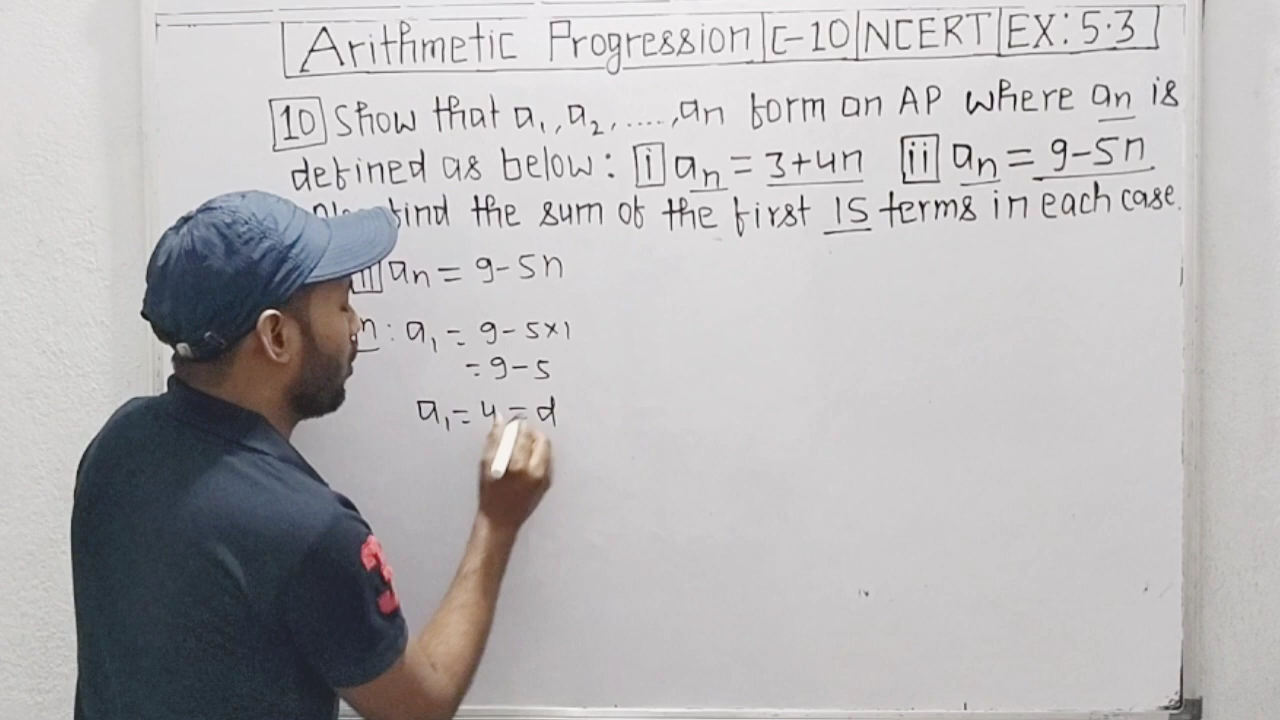 Arithmetic Progression C-10 NCERT EX: 5.3
10 Show that a₁, a₂, ....., an form an AP where an is
defined as below: i an = 3+4n ii an = 9-5n
find the sum of the first 15 terms in each case.
an = 9-5n
n: a₁ = 9-5×1
= 9-5
a₁ = 4 = a
3